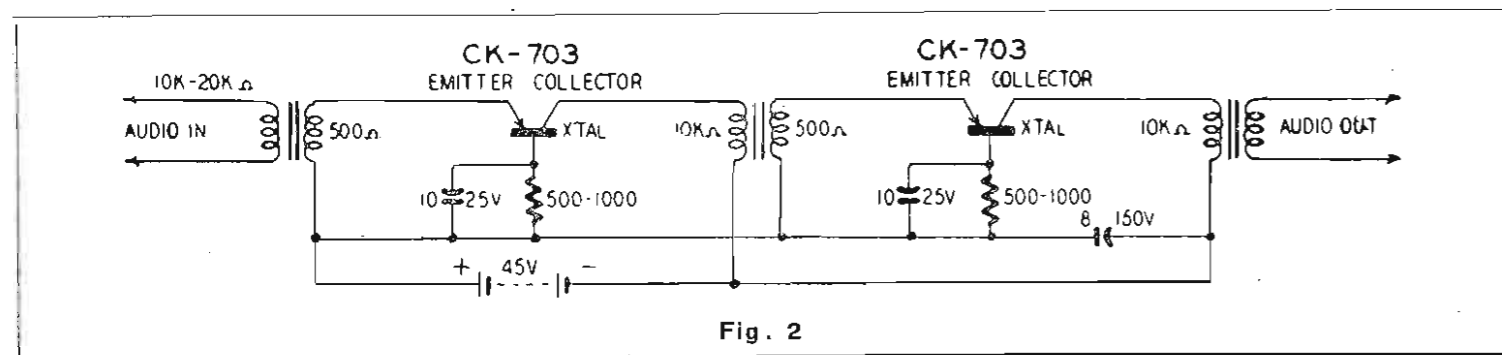 CK-703
EMITTER COLLECTOR
CK-703
EMITTER COLLECTOR
10K-20K Ω
AUDIO IN
500Ω
XTAL
10KΩ
500Ω
XTAL
10KΩ
AUDIO OUT
10
25V
500-1000
10
25V
500-1000
8
150V
+ 45V -
Fig. 2